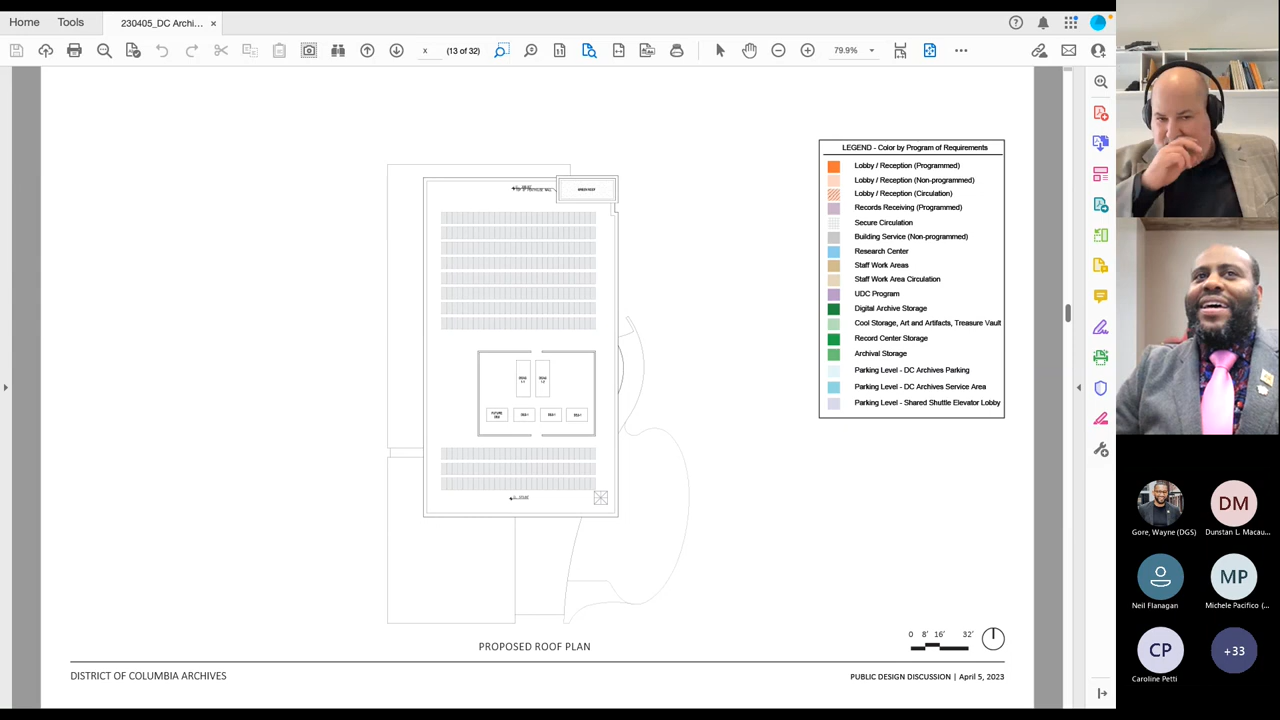 Home
Tools
230405_DC Archi...
x
(13 of 32)
79.9%
LEGEND - Color by Program of Requirements
Lobby / Reception (Programmed)
Lobby / Reception (Non-programmed)
Lobby / Reception (Circulation)
Records Receiving (Programmed)
Secure Circulation
Building Service (Non-programmed)
Research Center
Staff Work Areas
Staff Work Area Circulation
UDC Program
Digital Archive Storage
Cool Storage, Art and Artifacts, Treasure Vault
Record Center Storage
Archival Storage
Parking Level - DC Archives Parking
Parking Level - DC Archives Service Area
Parking Level - Shared Shuttle Elevator Lobby
0 8' 16' 32'
PROPOSED ROOF PLAN
DISTRICT OF COLUMBIA ARCHIVES
PUBLIC DESIGN DISCUSSION | April 5, 2023
Gore, Wayne (DGS)
DM
Dunstan L. Macau...
Neil Flanagan
MP
Michele Pacifico (...
CP
Caroline Petti
+33